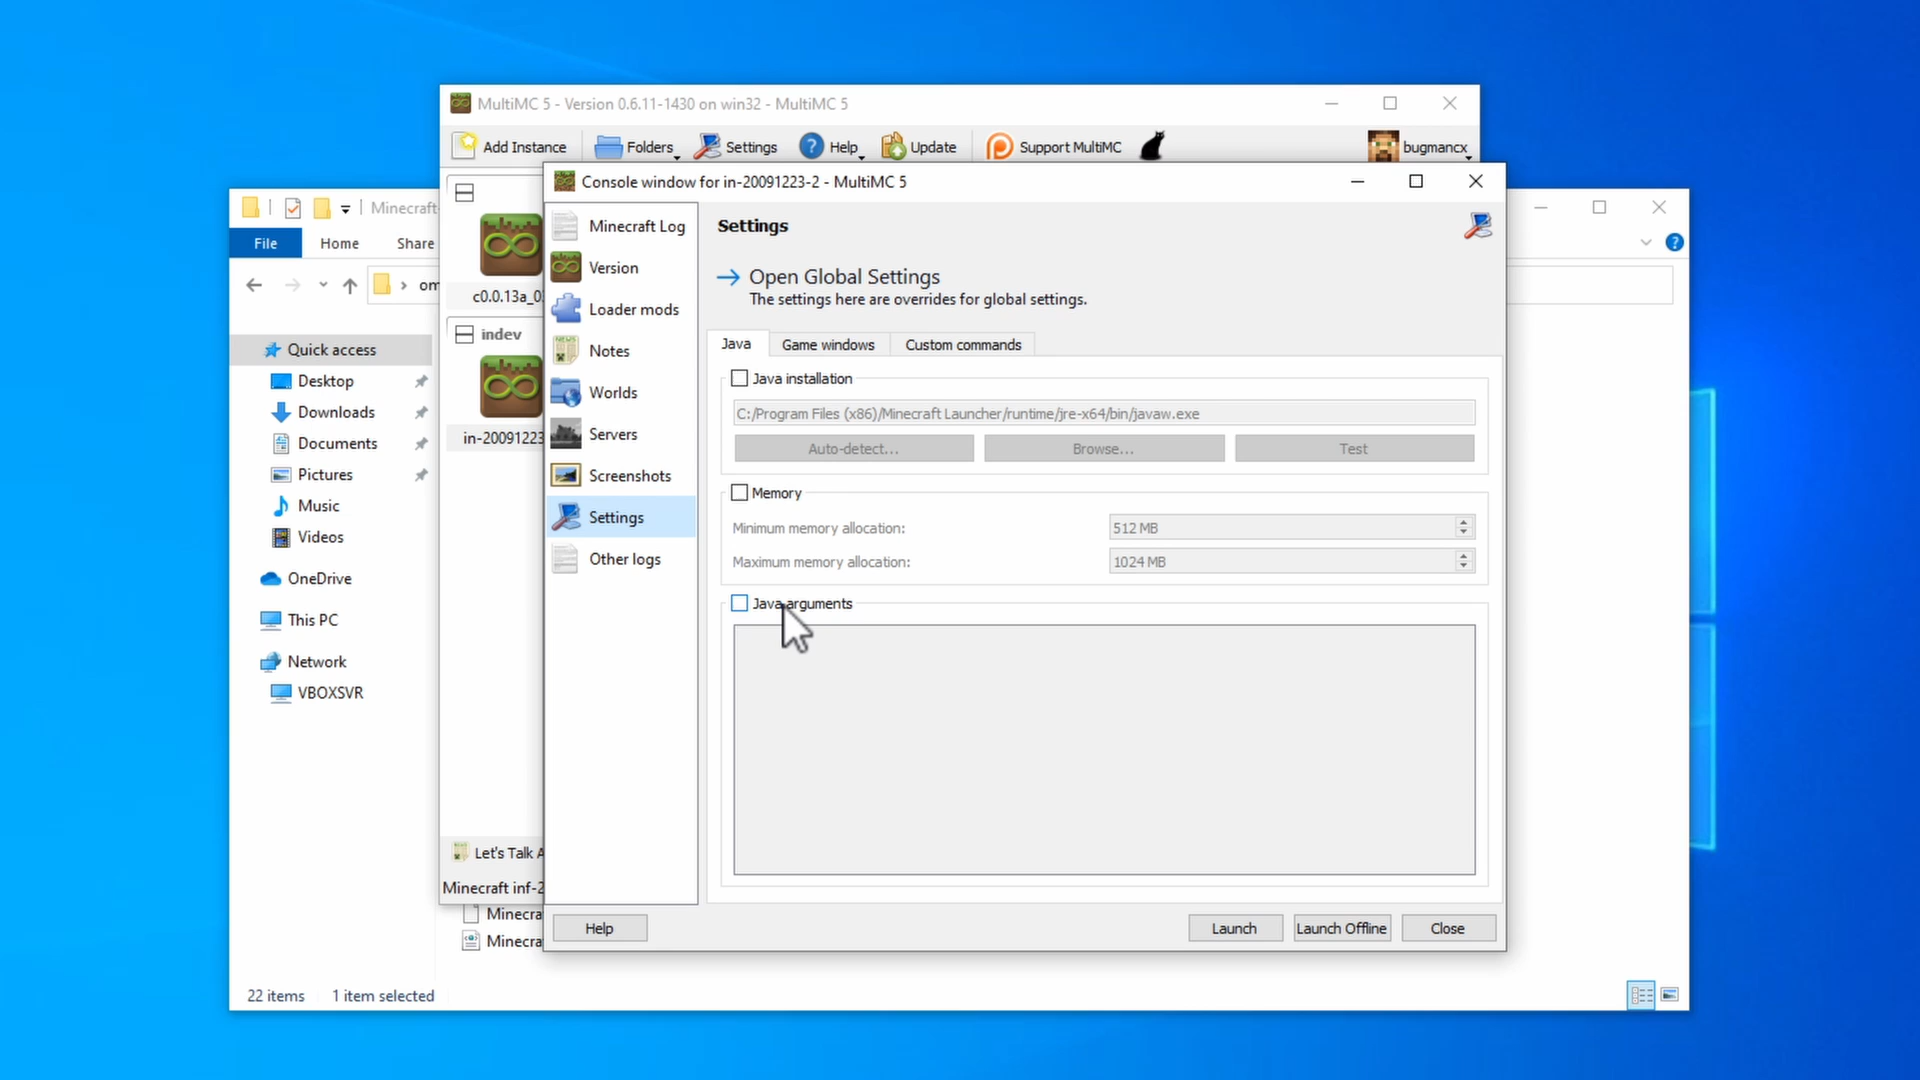 MultiMC 5 - Version 0.6.11-1430 on win32 - MultiMC 5
Add Instance
Folders
Settings
Help
Update
Support MultiMC
bugmancx
Console window for in-20091223-2 - MultiMC 5
Minecraft
File
Home
Share
om
Quick access
Desktop
Downloads
Documents
Pictures
Music
Videos
OneDrive
This PC
Network
VBOXSVR
22 items
1 item selected
c0.0.13a_0
indev
in-20091223
Let's Talk A
Minecraft inf-2
Minecra
Minecra
Minecraft Log
Version
Loader mods
Notes
Worlds
Servers
Screenshots
Settings
Other logs
Settings
Open Global Settings
The settings here are overrides for global settings.
Java
Game windows
Custom commands
Java installation
C:/Program Files (x86)/Minecraft Launcher/runtime/jre-x64/bin/javaw.exe
Auto-detect...
Browse...
Test
Memory
Minimum memory allocation:
512 MB
Maximum memory allocation:
1024 MB
Java arguments
Help
Launch
Launch Offline
Close